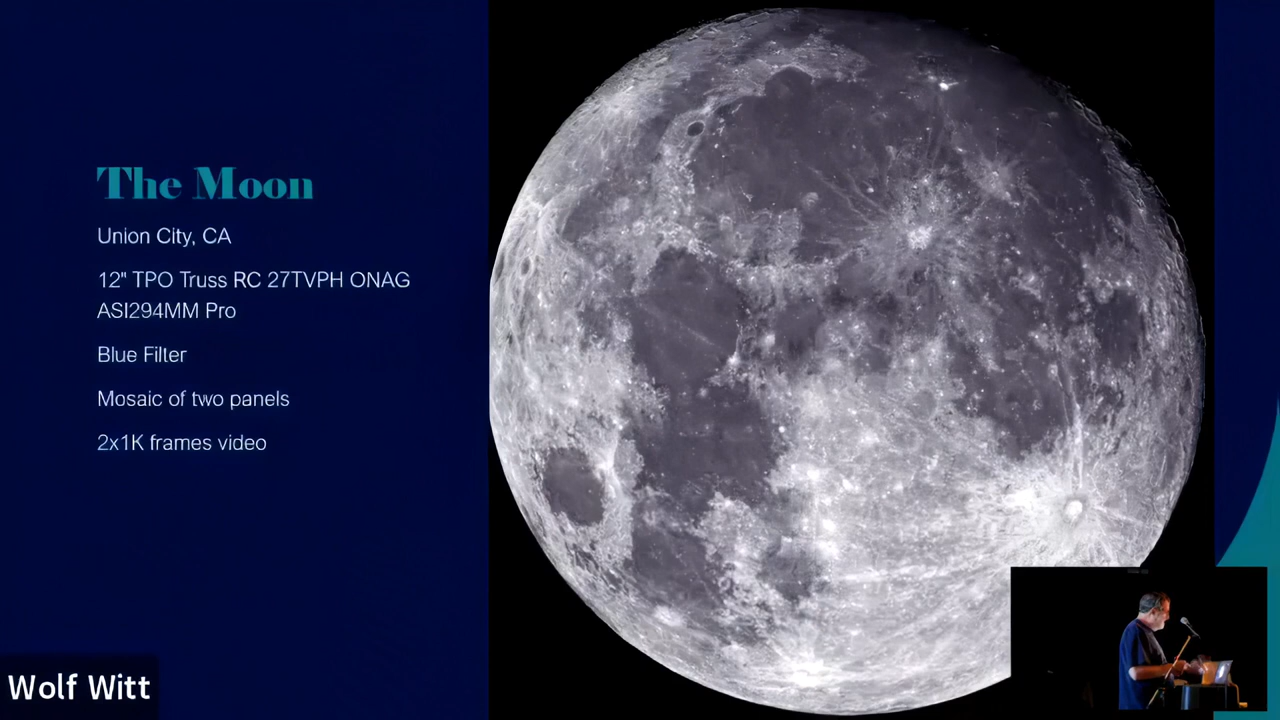 The Moon
Union City, CA
12" TPO Truss RC 27TVPH ONAG
ASI294MM Pro
Blue Filter
Mosaic of two panels
2x1K frames video
Wolf Witt